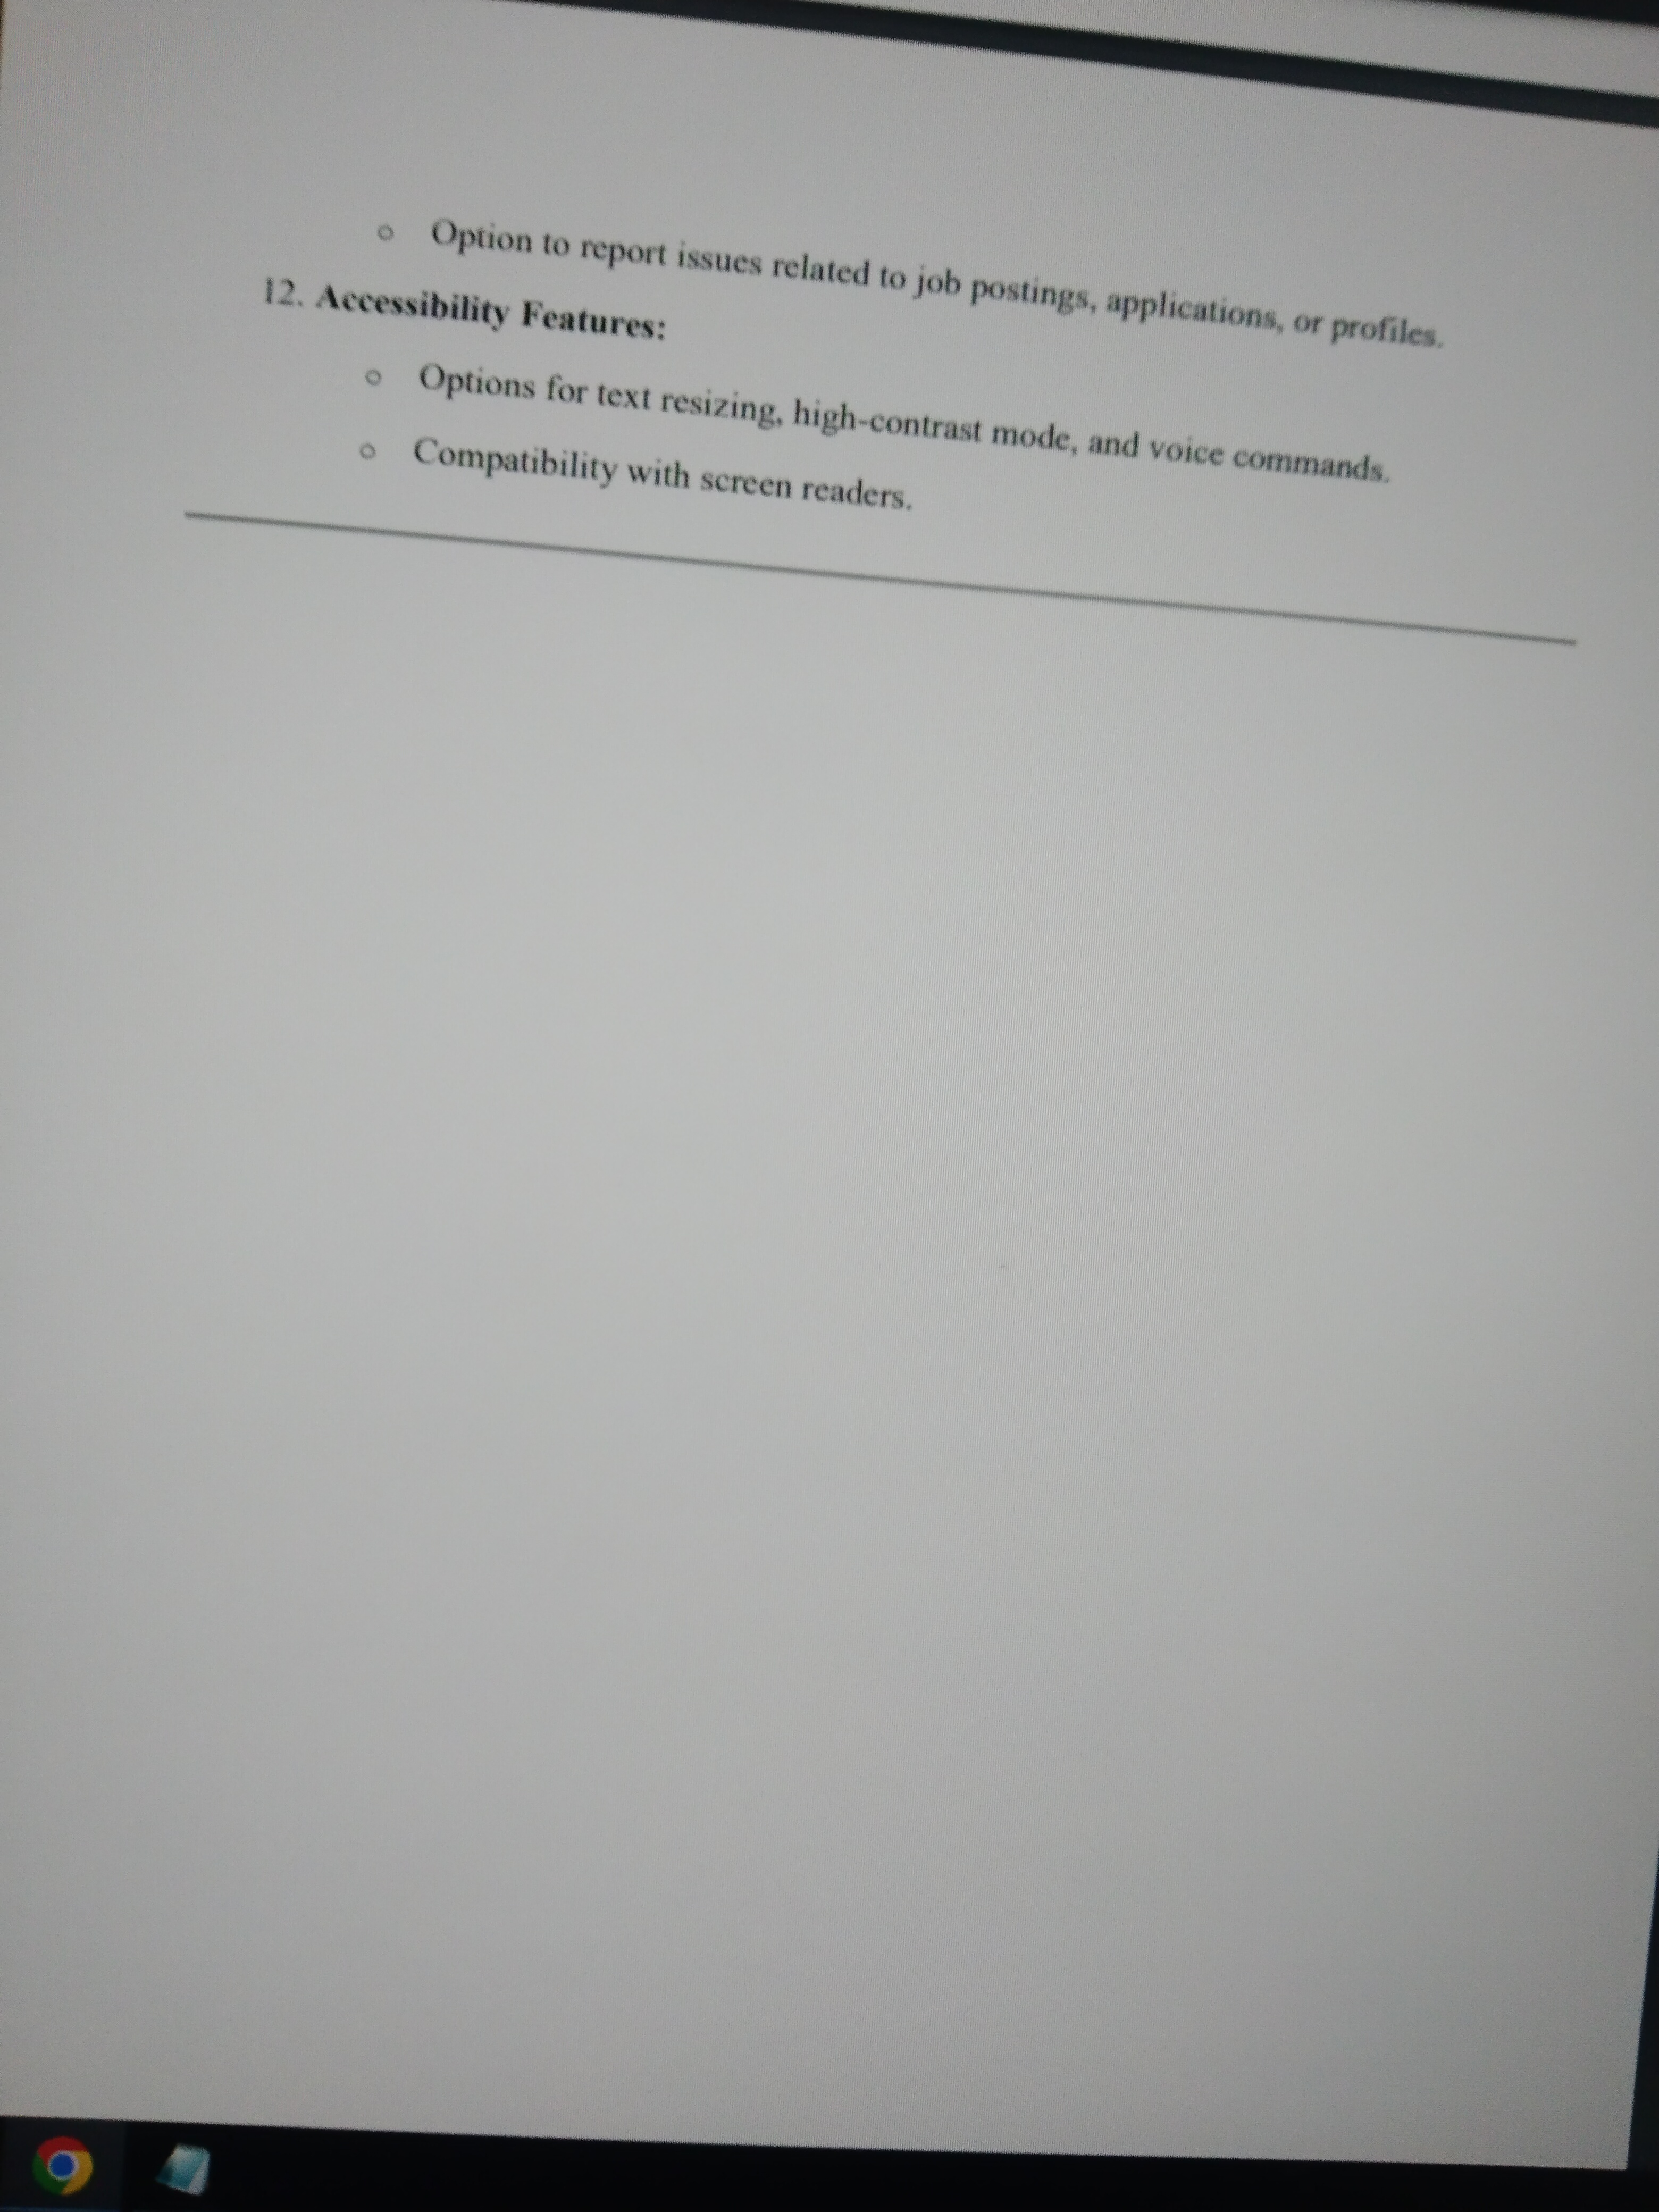 o Option to report issues related to job postings, applications, or profiles.
12. Accessibility Features:
o Options for text resizing, high-contrast mode, and voice commands.
o Compatibility with screen readers.